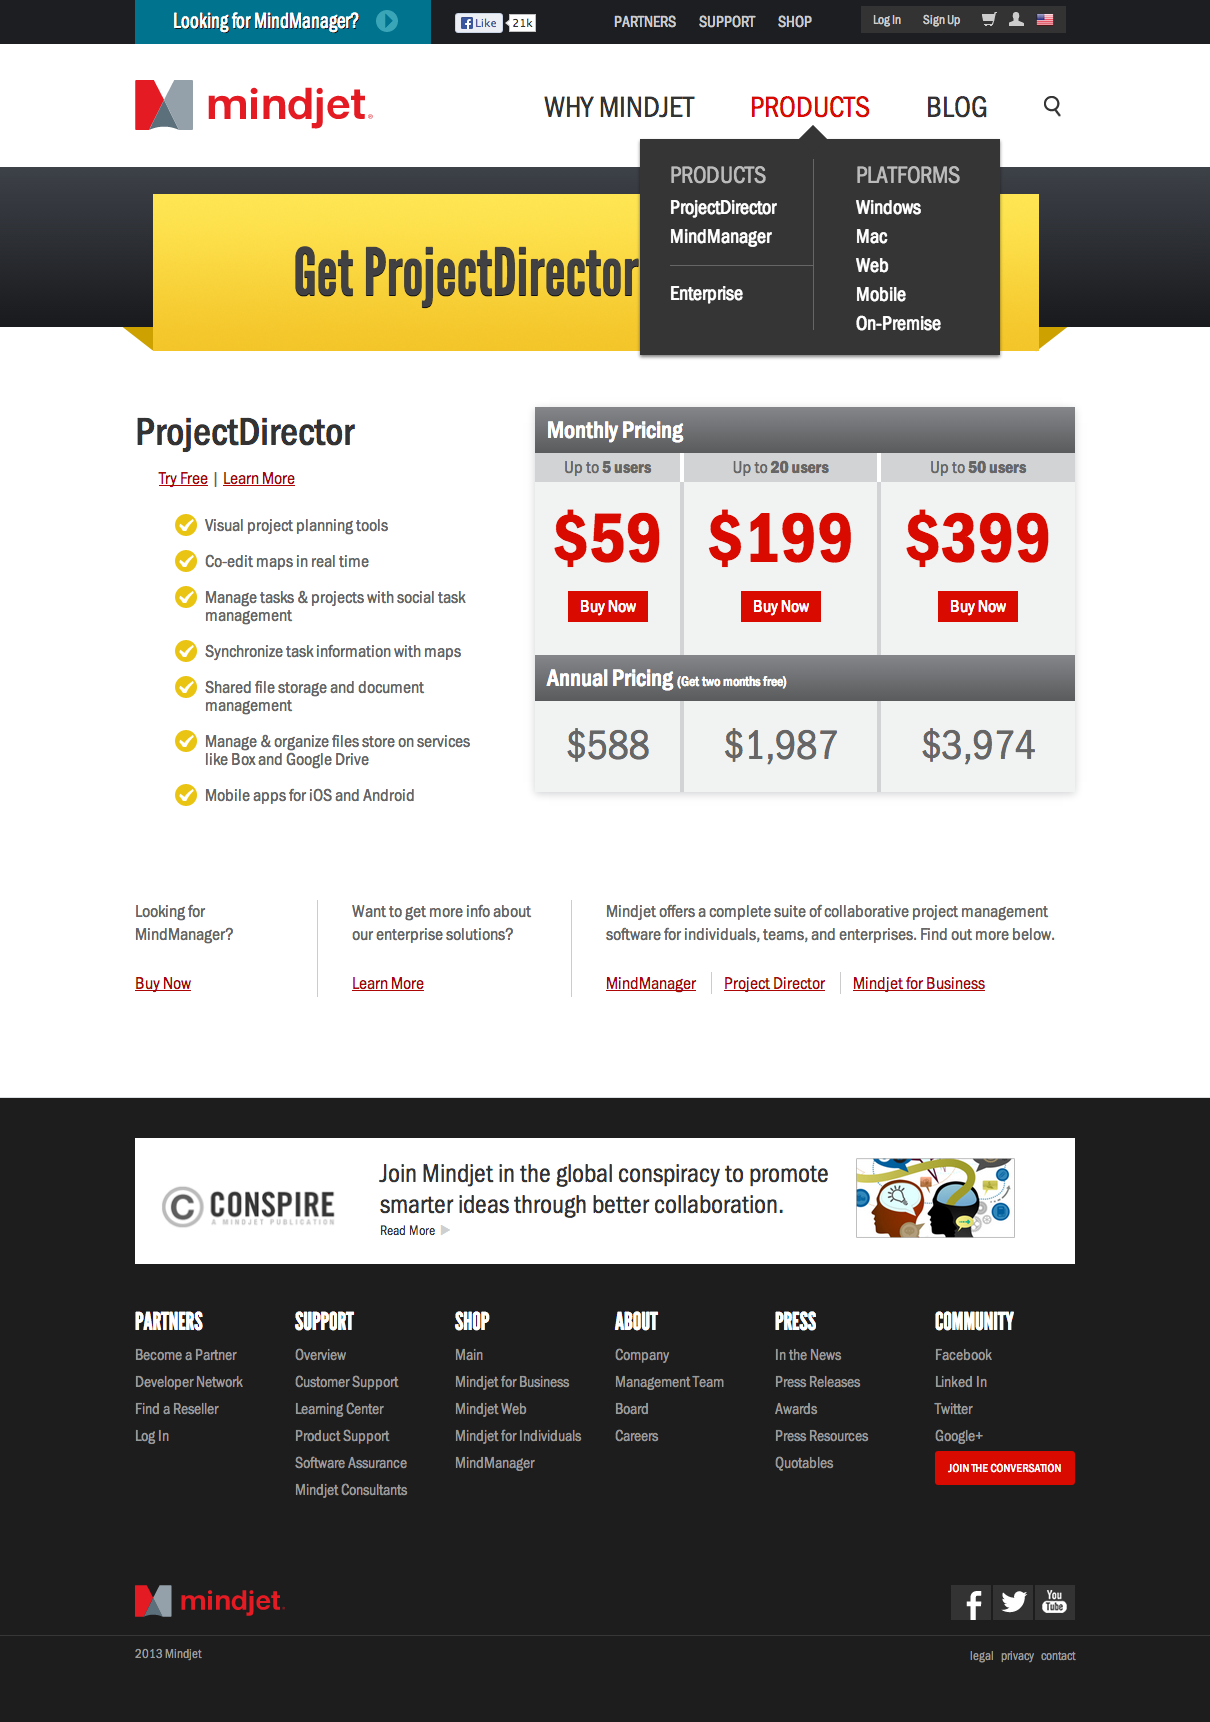 Looking for MindManager?
Like 21k
PARTNERS SUPPORT SHOP
Log In Sign Up
mindjet
WHY MINDJET PRODUCTS BLOG
PRODUCTS
ProjectDirector
MindManager
Enterprise
PLATFORMS
Windows
Mac
Web
Mobile
On-Premise
Get ProjectDirector
ProjectDirector
Try Free | Learn More
Visual project planning tools
Co-edit maps in real time
Manage tasks & projects with social task
management
Synchronize task information with maps
Shared file storage and document
management
Manage & organize files store on services
like Box and Google Drive
Mobile apps for iOS and Android
Monthly Pricing
Up to 5 users Up to 20 users Up to 50 users
$59 $199 $399
Buy Now Buy Now Buy Now
Annual Pricing (Get two months free)
$588 $1,987 $3,974
Looking for
MindManager?
Buy Now
Want to get more info about
our enterprise solutions?
Learn More
Mindjet offers a complete suite of collaborative project management
software for individuals, teams, and enterprises. Find out more below.
MindManager Project Director Mindjet for Business
© CONSPIRE
A MINDJET PUBLICATION
Join Mindjet in the global conspiracy to promote
smarter ideas through better collaboration.
Read More
PARTNERS
Become a Partner
Developer Network
Find a Reseller
Log In
SUPPORT
Overview
Customer Support
Learning Center
Product Support
Software Assurance
Mindjet Consultants
SHOP
Main
Mindjet for Business
Mindjet Web
Mindjet for Individuals
MindManager
ABOUT
Company
Management Team
Board
Careers
PRESS
In the News
Press Releases
Awards
Press Resources
Quotables
COMMUNITY
Facebook
Linked In
Twitter
Google+
JOIN THE CONVERSATION
mindjet
You
Tube
2013 Mindjet
legal privacy contact